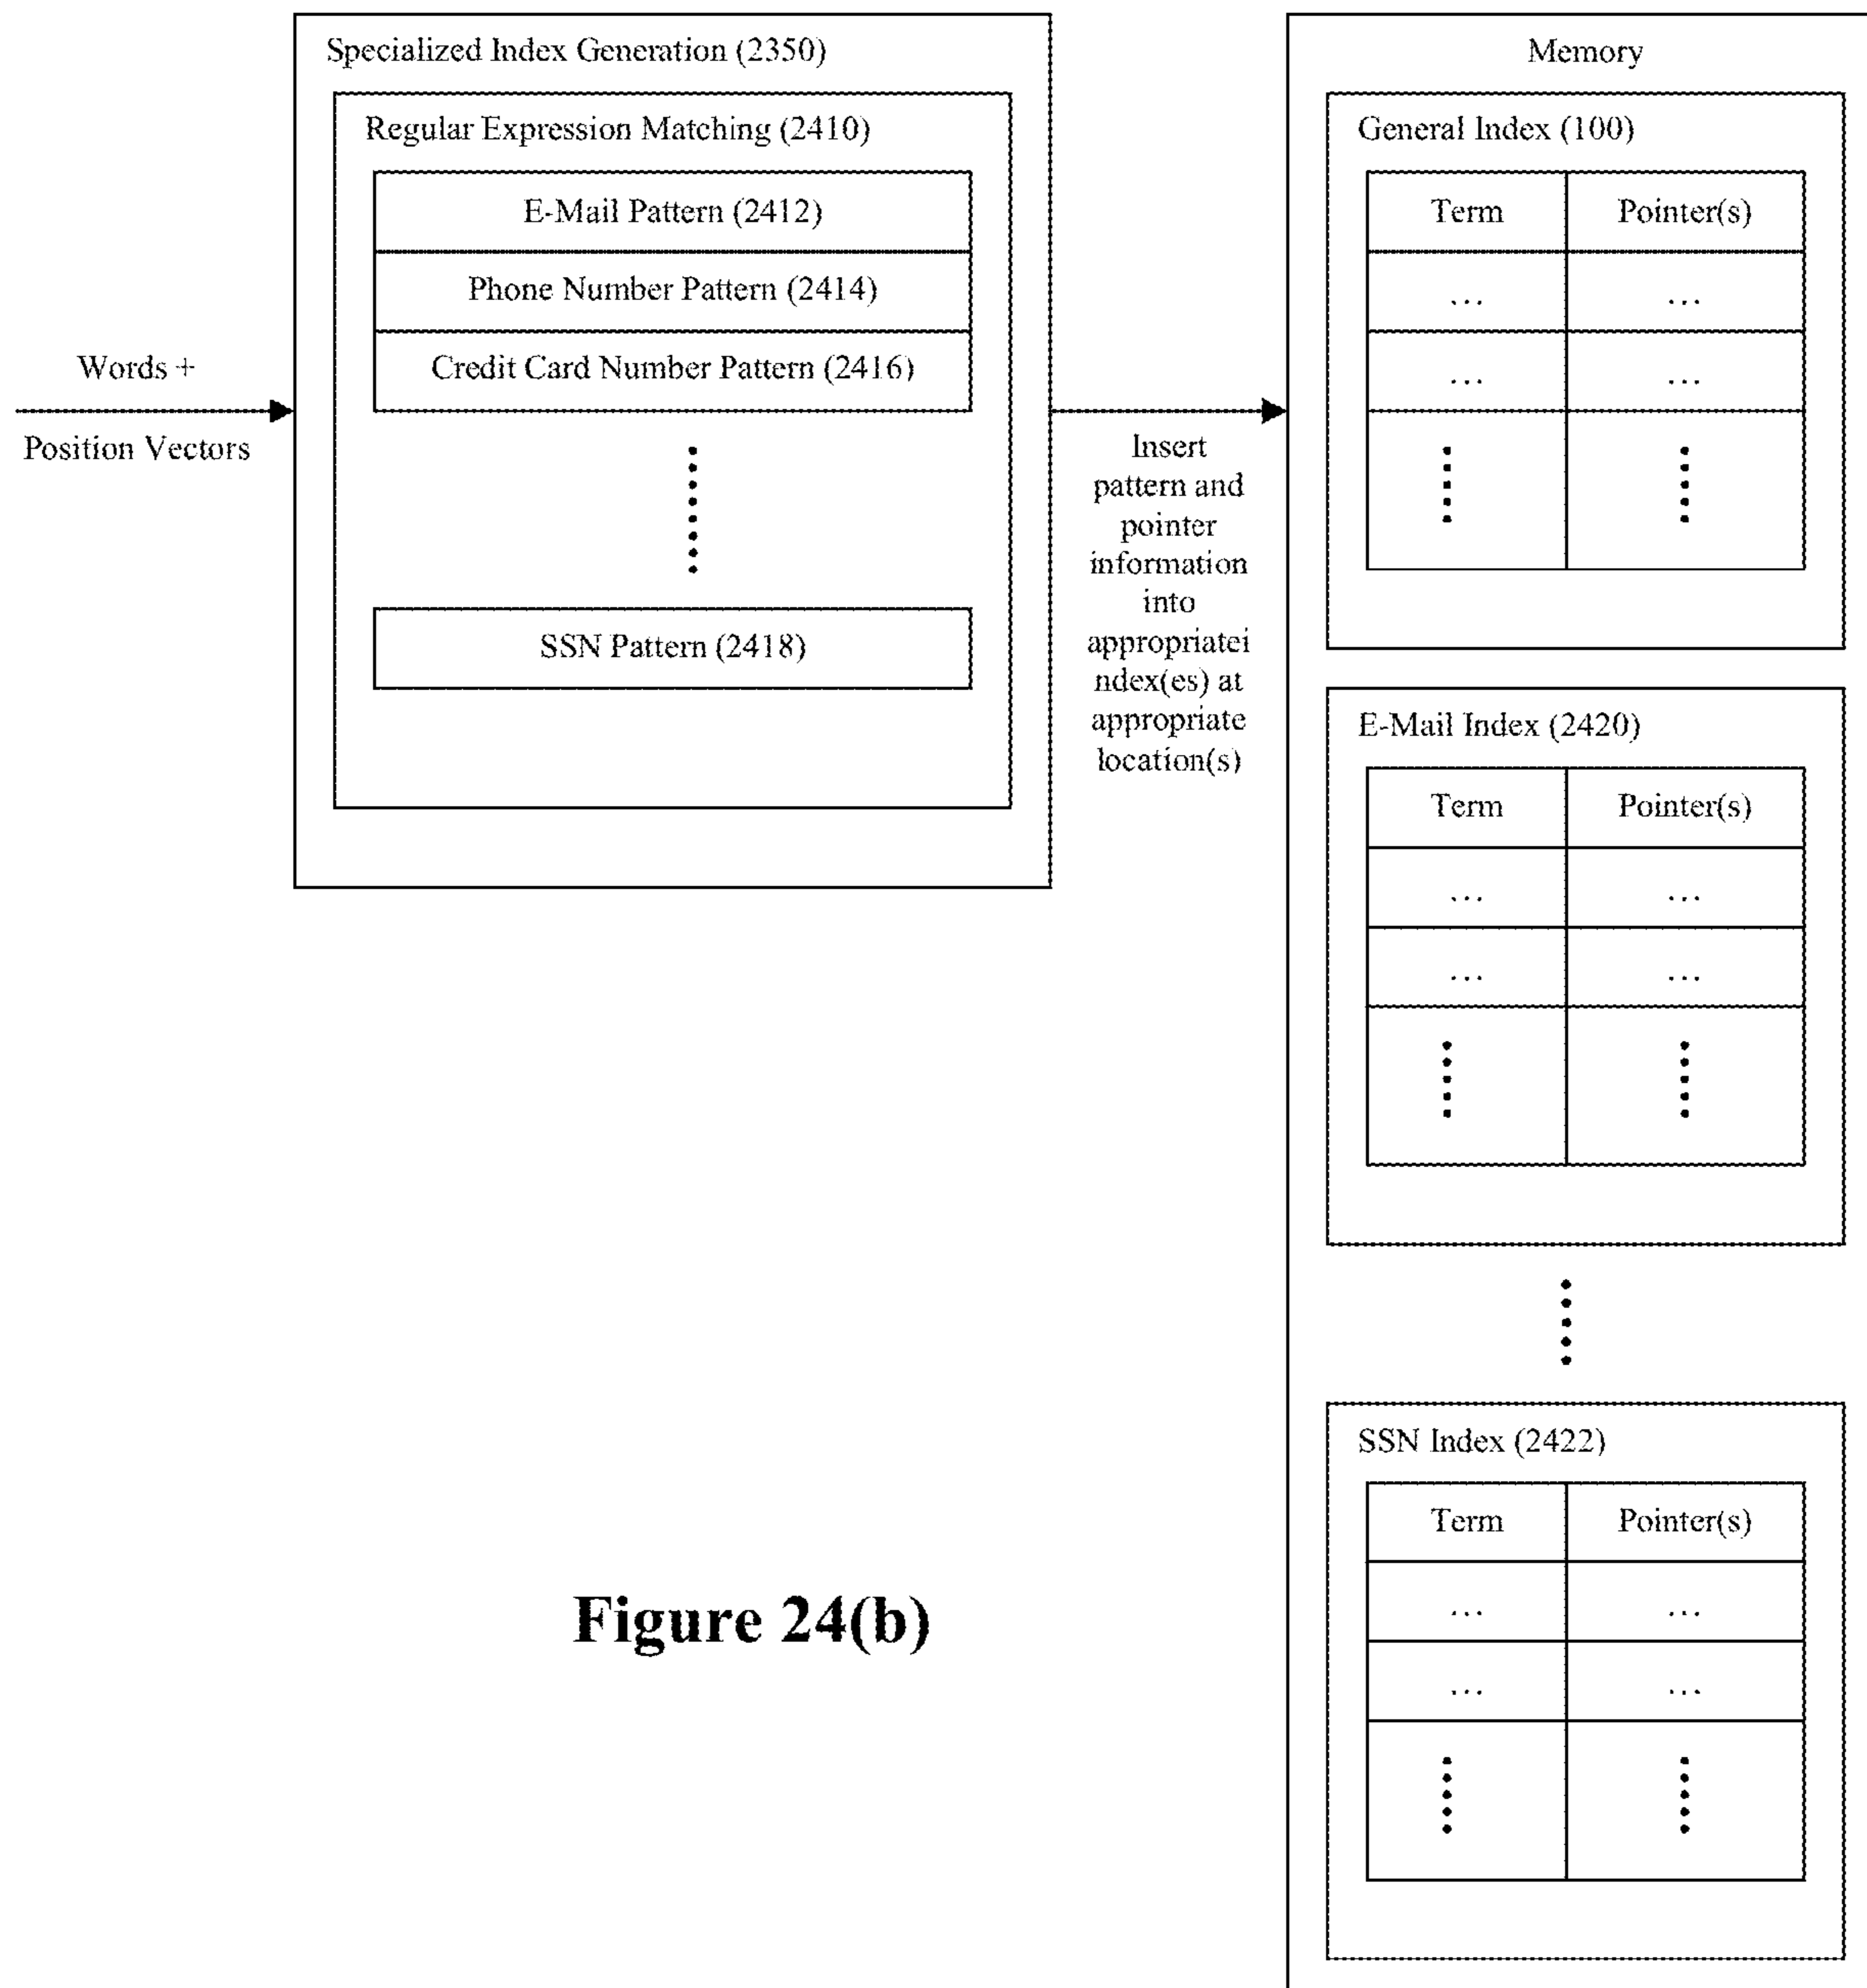 Specialized Index Generation (2350)
Regular Expression Matching (2410)
E-Mail Pattern (2412)
Phone Number Pattern (2414)
Credit Card Number Pattern (2416)
SSN Pattern (2418)
Words +
Position Vectors
Insert
pattern and
pointer
information
into
appropriatei
ndex(es) at
appropriate
location(s)
Memory
General Index (100)
Term Pointer(s)
... ...
... ...
E-Mail Index (2420)
Term Pointer(s)
... ...
... ...
SSN Index (2422)
Term Pointer(s)
... ...
... ...
Figure 24(b)